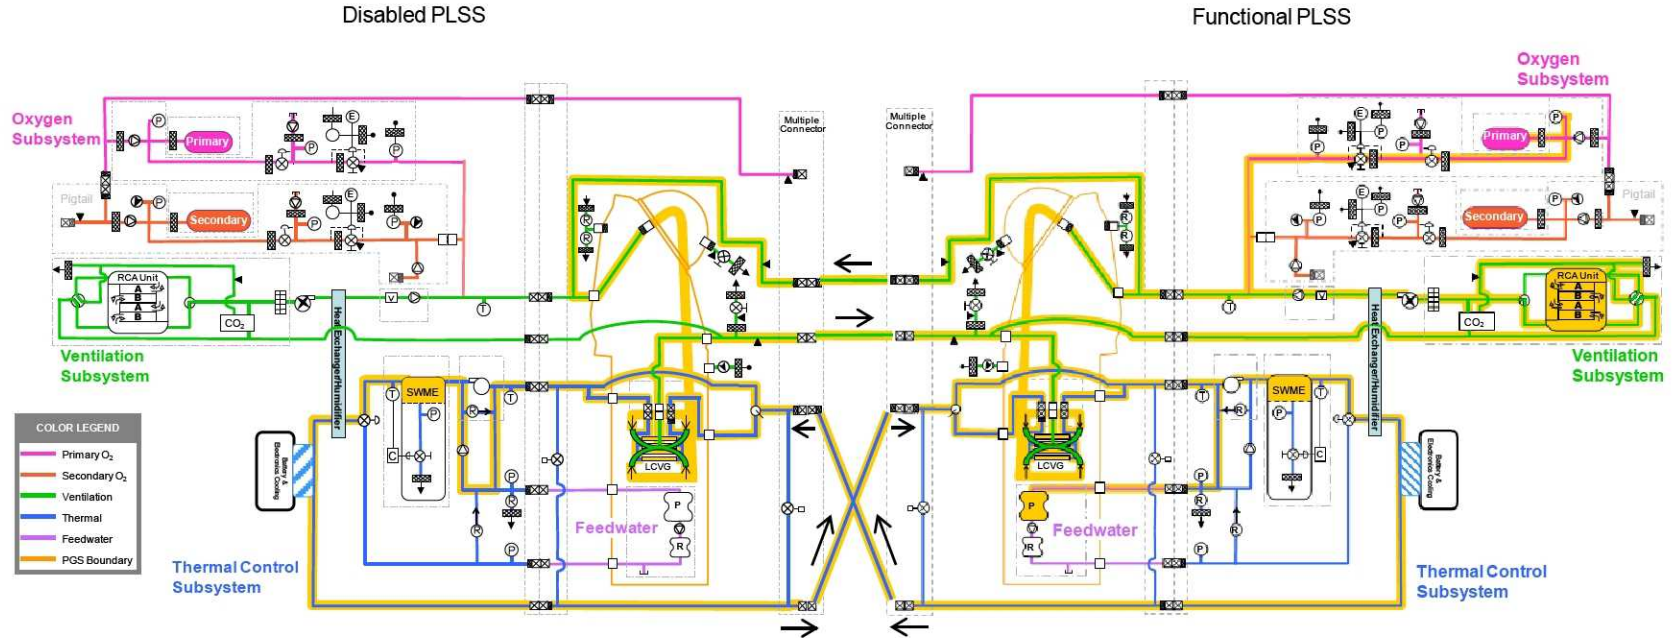 Disabled PLSS
Functional PLSS
Oxygen
Subsystem
Primary
Multiple
Connector
Multiple
Connector
Oxygen
Subsystem
Primary
Pigtail
Secondary
Secondary
Pigtail
RCA Unit
A
B
A
B
CO₂
V
T
Heat Exchanger/Humidifier
Ventilation
Subsystem
RCA Unit
A
B
A
B
CO₂
V
T
Heat Exchanger/Humidifier
Ventilation
Subsystem
SWME
P
T
R
T
C
LCVG
LCVG
SWME
P
T
R
T
C
COLOR LEGEND
Primary O₂
Secondary O₂
Ventilation
Thermal
Feedwater
PGS Boundary
Battery &
Electronics Cooling
Battery &
Electronics Cooling
P
R
P
R
Feedwater
P
R
P
R
Feedwater
P
R
P
R
Thermal Control
Subsystem
Thermal Control
Subsystem